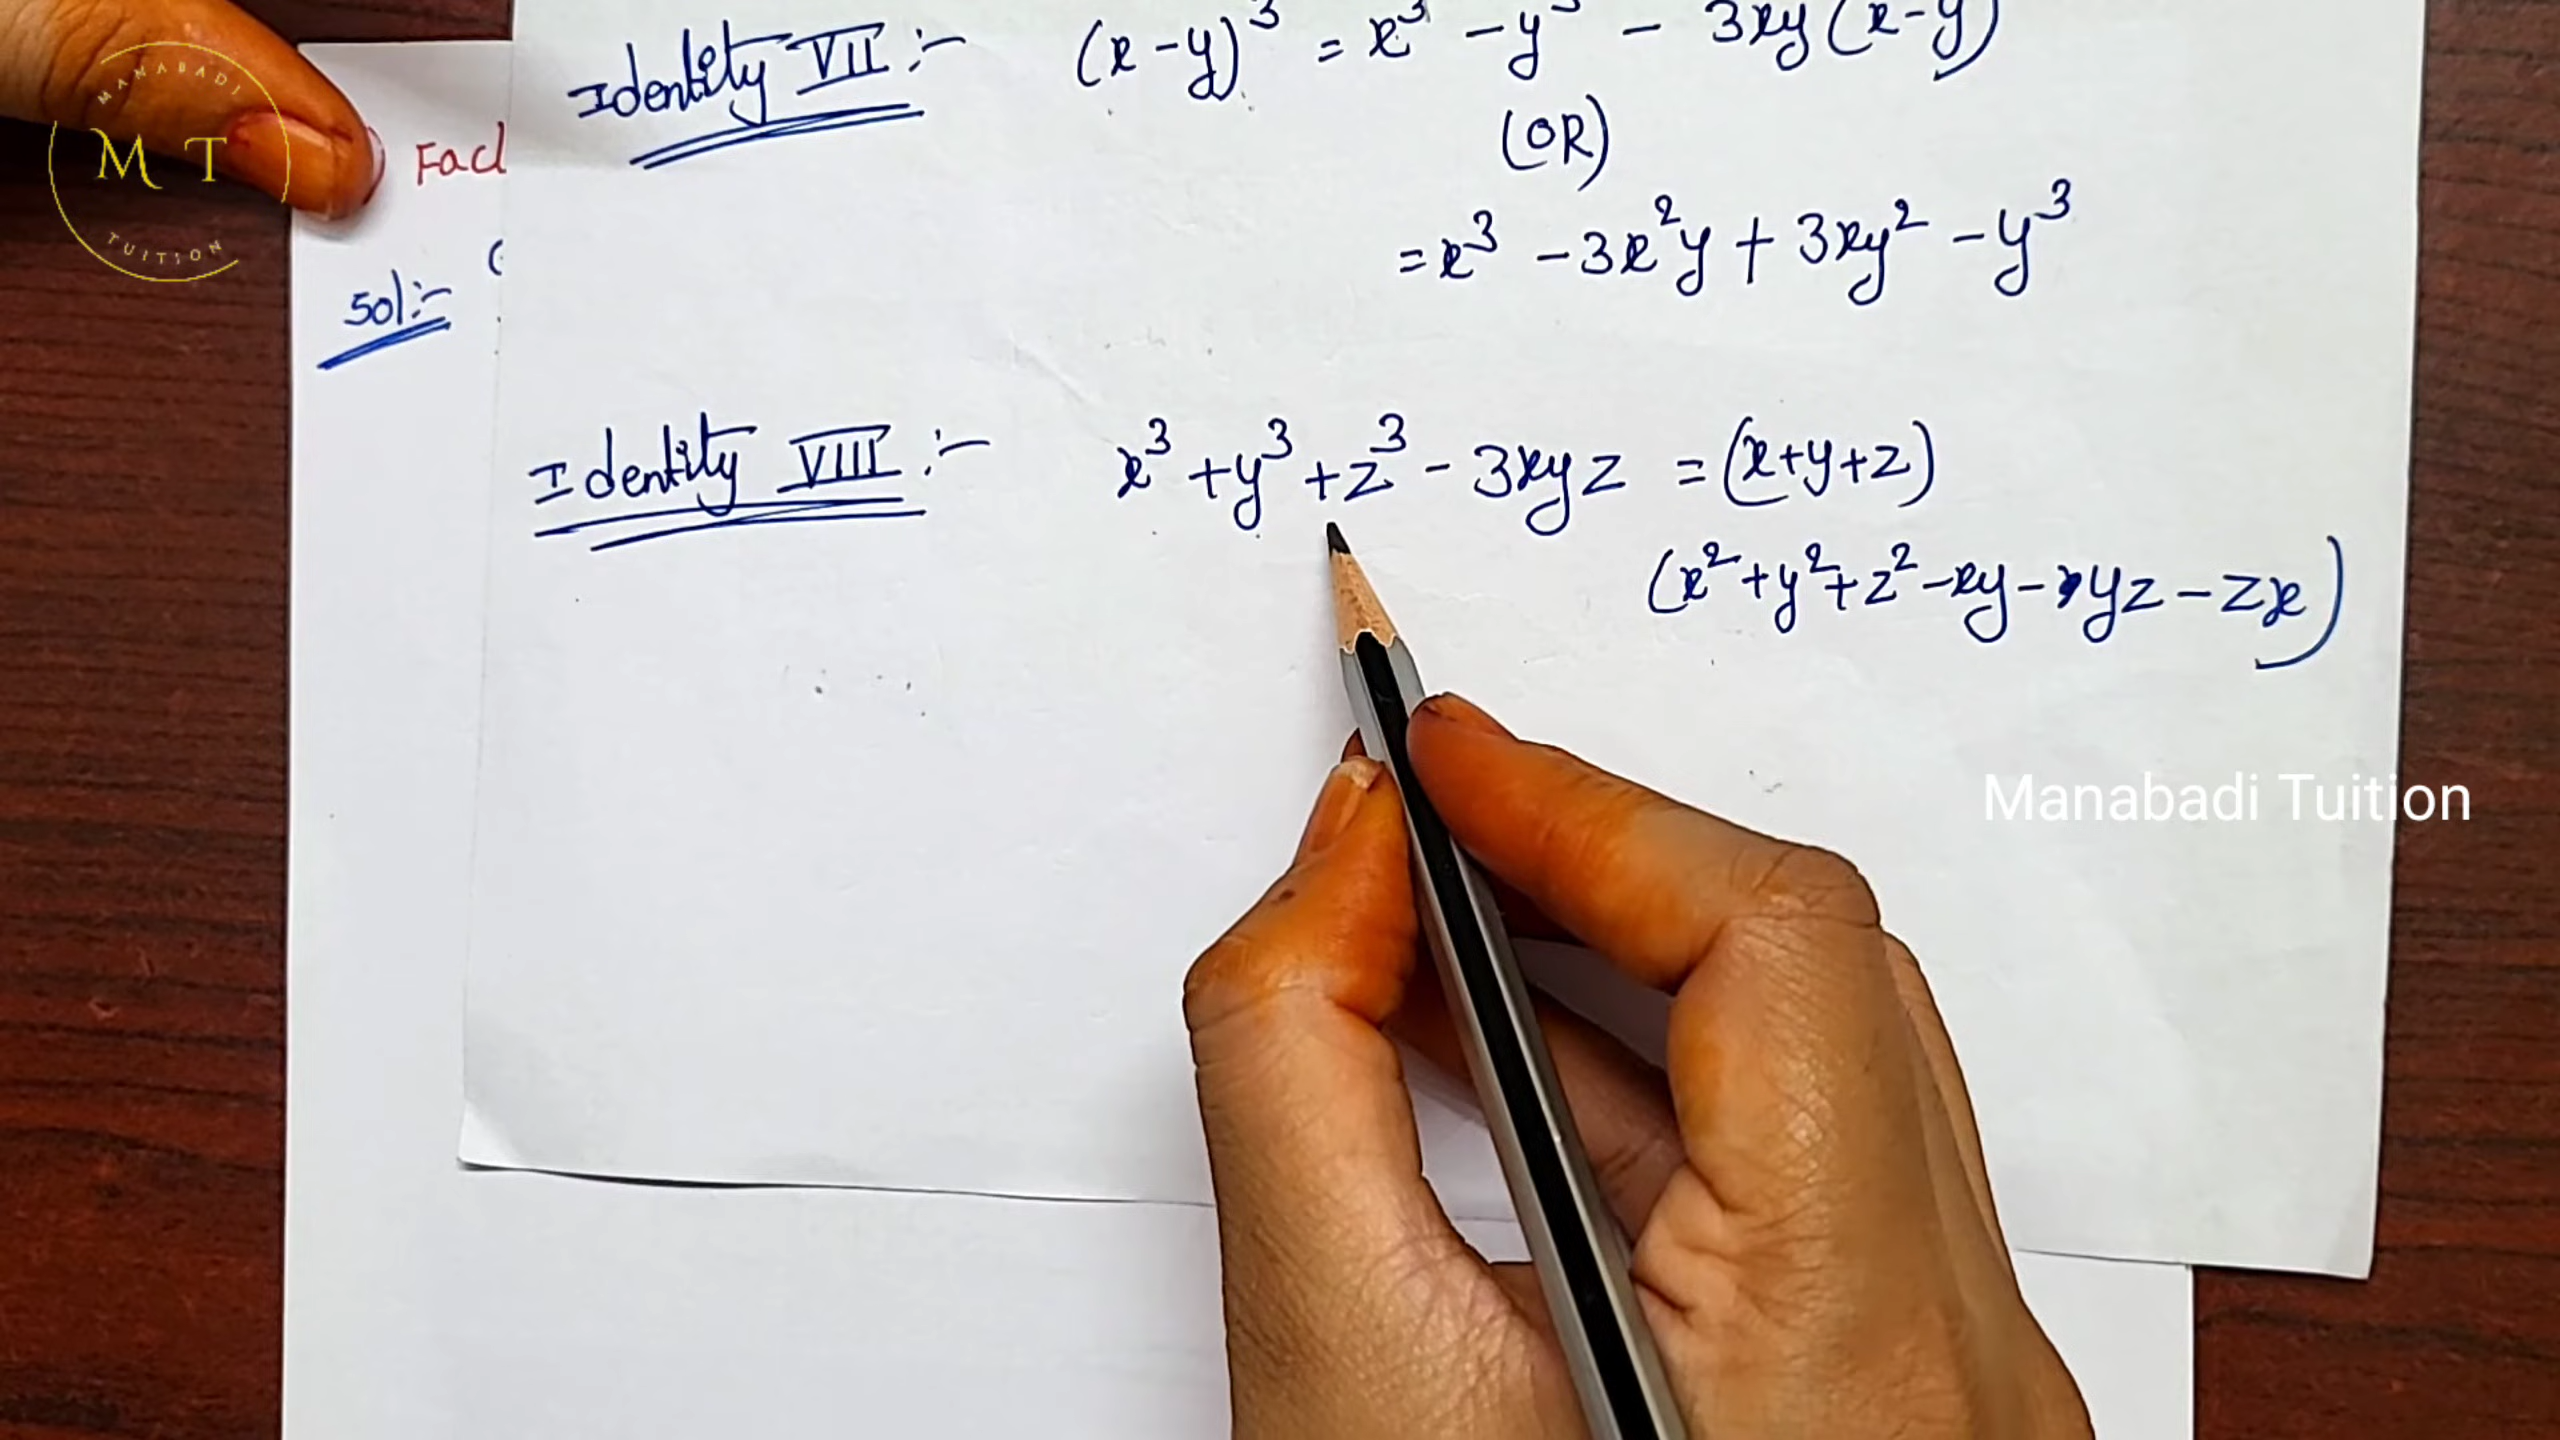 Identity VII :- (x-y)³ = x³ - y³ - 3xy(x-y)
(OR)
= x³ - 3x²y + 3xy² - y³
Identity VIII :- x³ + y³ + z³ - 3xyz = (x+y+z)
(x² + y² + z² - xy - yz - zx)
Sol:-
MANABADI
M T
TUITION
Manabadi Tuition